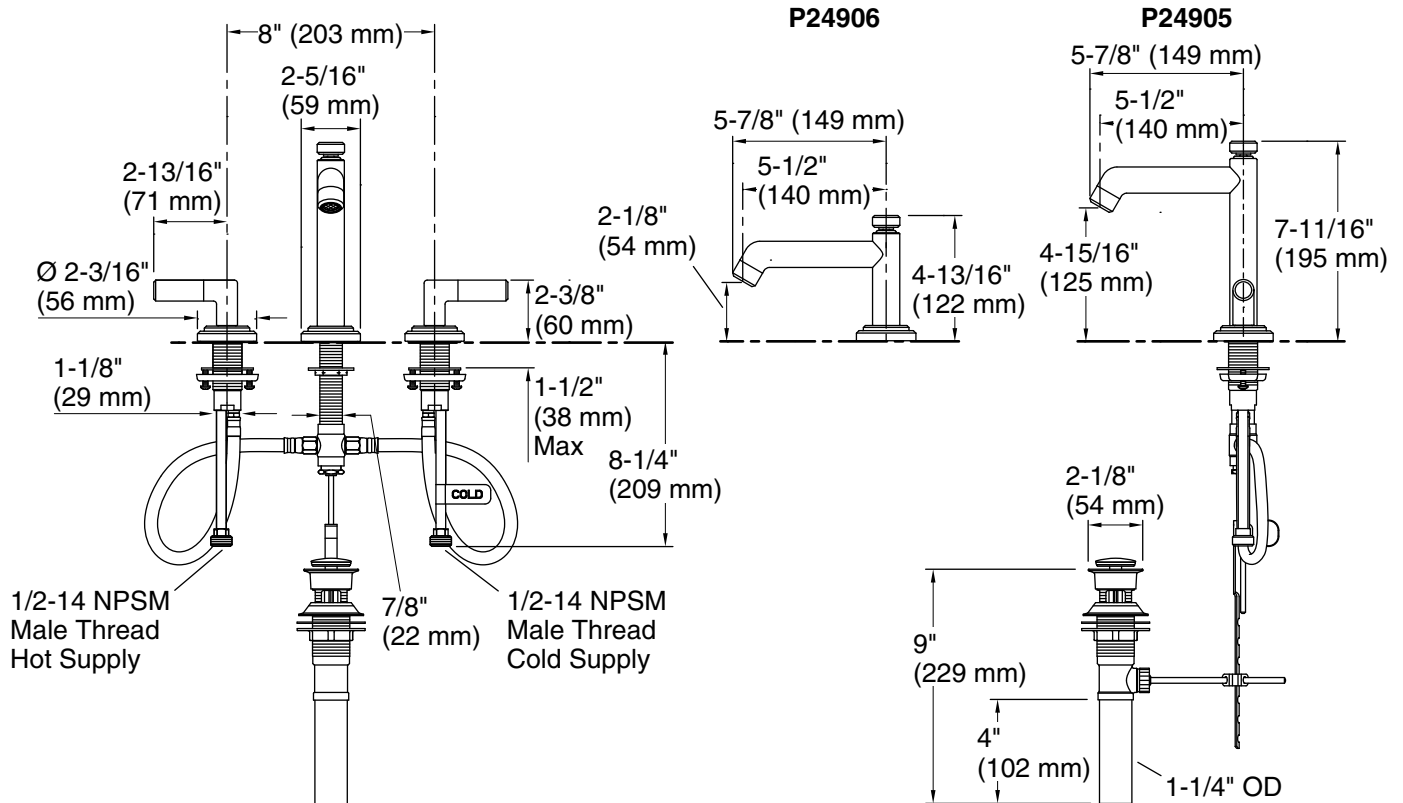 P24906
P24905
8" (203 mm)
2-5/16"
(59 mm)
2-13/16"
(71 mm)
Ø 2-3/16"
(56 mm)
2-3/8"
(60 mm)
1-1/8"
(29 mm)
1-1/2"
(38 mm)
Max
8-1/4"
(209 mm)
COLD
1/2-14 NPSM
Male Thread
Hot Supply
7/8"
(22 mm)
1/2-14 NPSM
Male Thread
Cold Supply
5-7/8" (149 mm)
5-1/2"
(140 mm)
2-1/8"
(54 mm)
4-13/16"
(122 mm)
5-7/8" (149 mm)
5-1/2"
(140 mm)
4-15/16"
(125 mm)
7-11/16"
(195 mm)
2-1/8"
(54 mm)
9"
(229 mm)
4"
(102 mm)
1-1/4" OD